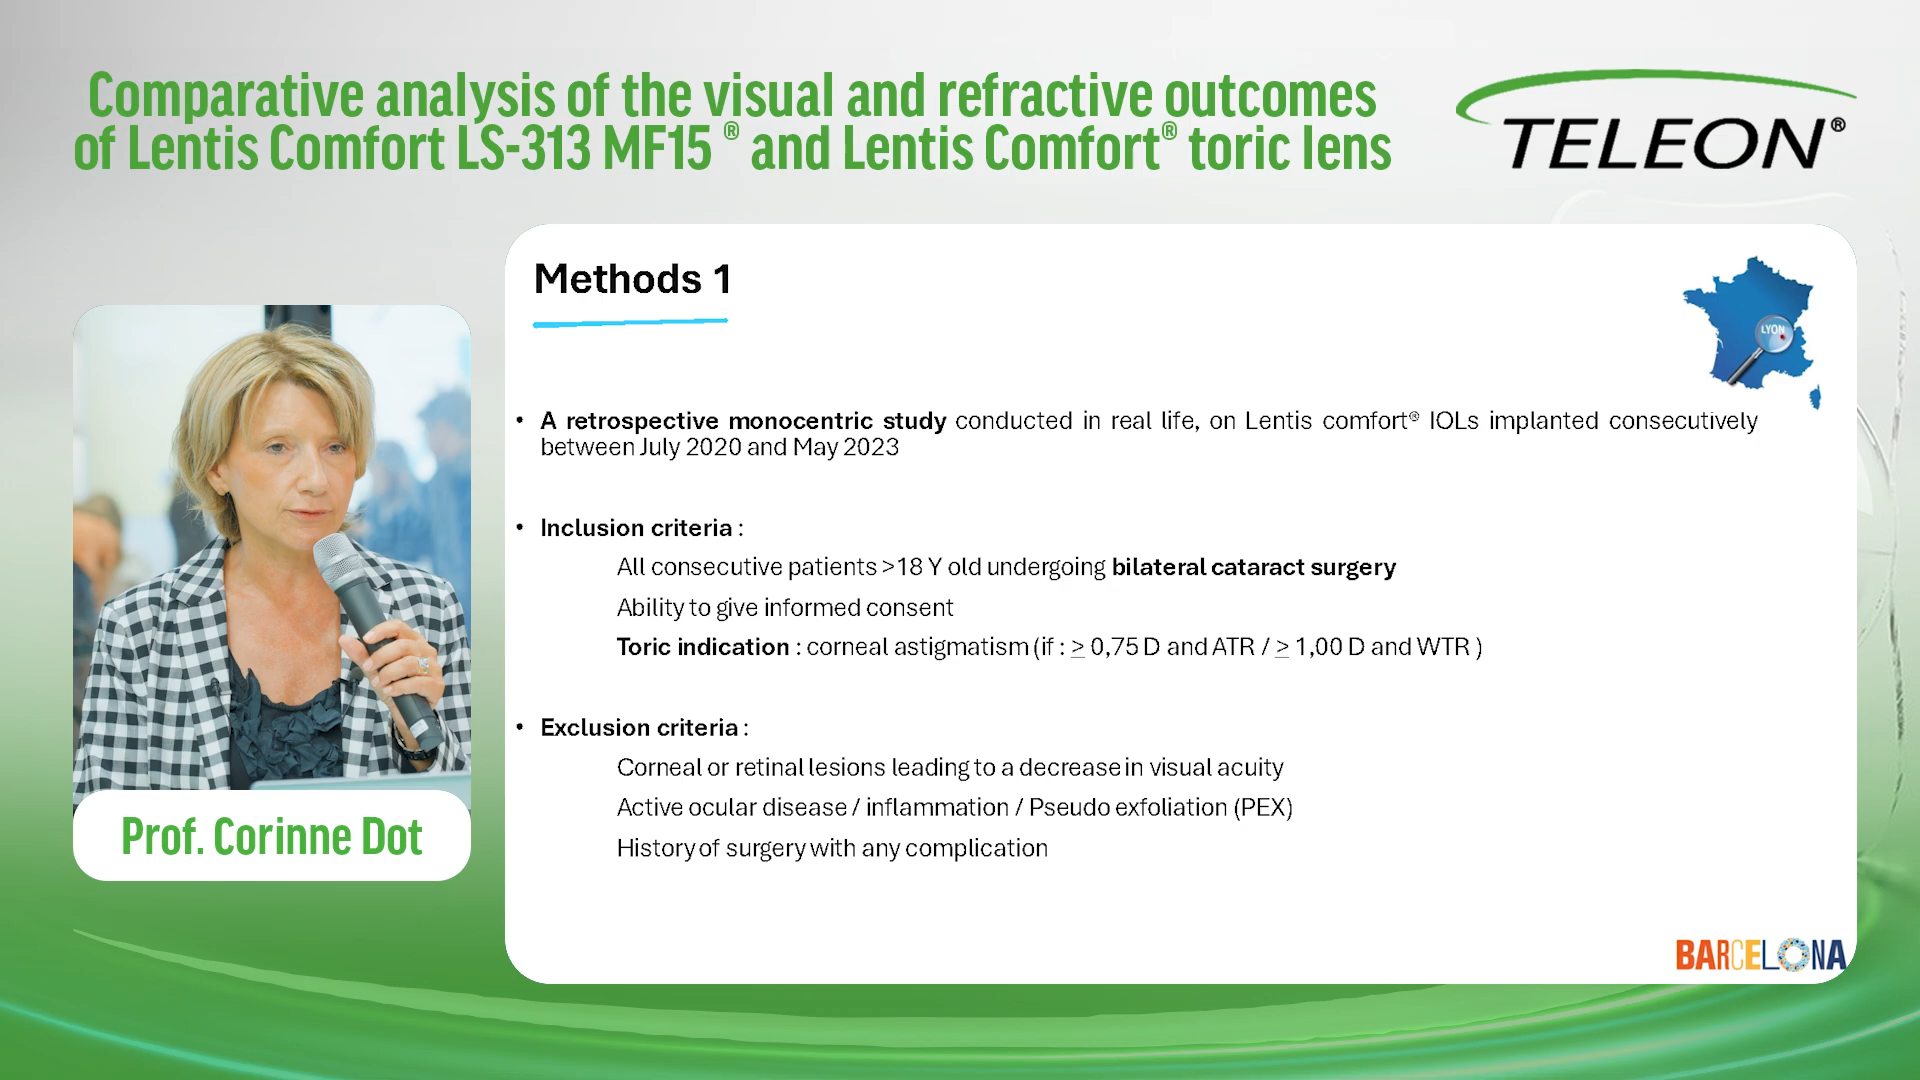 Comparative analysis of the visual and refractive outcomes
of Lentis Comfort LS-313 MF15 ® and Lentis Comfort® toric lens
TELEON®
Methods 1
LYON
• A retrospective monocentric study conducted in real life, on Lentis comfort® IOLs implanted consecutively
between July 2020 and May 2023
• Inclusion criteria :
All consecutive patients >18 Y old undergoing bilateral cataract surgery
Ability to give informed consent
Toric indication : corneal astigmatism (if : ≥ 0,75 D and ATR / ≥ 1,00 D and WTR )
• Exclusion criteria :
Corneal or retinal lesions leading to a decrease in visual acuity
Active ocular disease / inflammation / Pseudo exfoliation (PEX)
History of surgery with any complication
Prof. Corinne Dot
BARCELONA